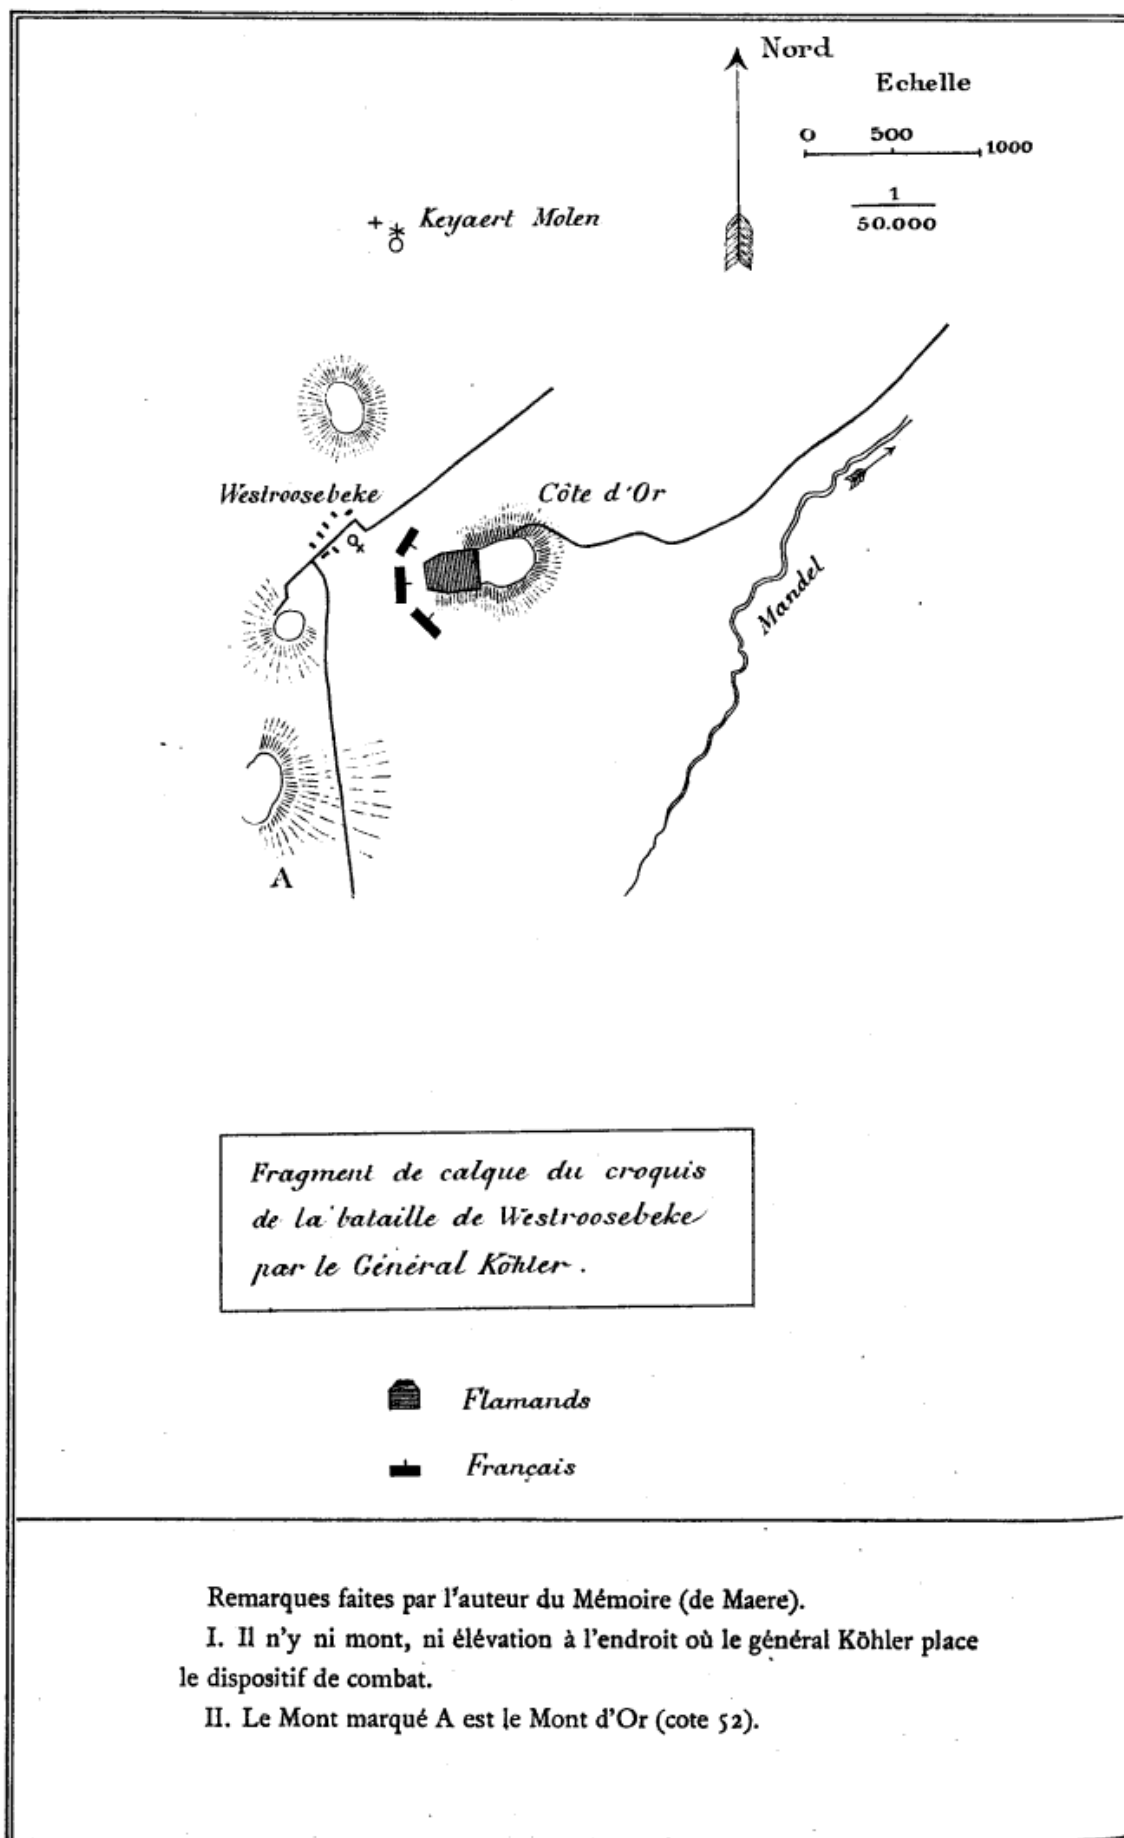 Nord
Echelle
0 500 1000
1
50.000
Keyaert Molen
Westroosebeke
Côte d'Or
Mandel
A
Fragment de calque du croquis
de la bataille de Westroosebeke
par le Général Köhler.
Flamands
Français
Remarques faites par l'auteur du Mémoire (de Maere).
I. Il n'y ni mont, ni élévation à l'endroit où le général Köhler place
le dispositif de combat.
II. Le Mont marqué A est le Mont d'Or (cote 52).